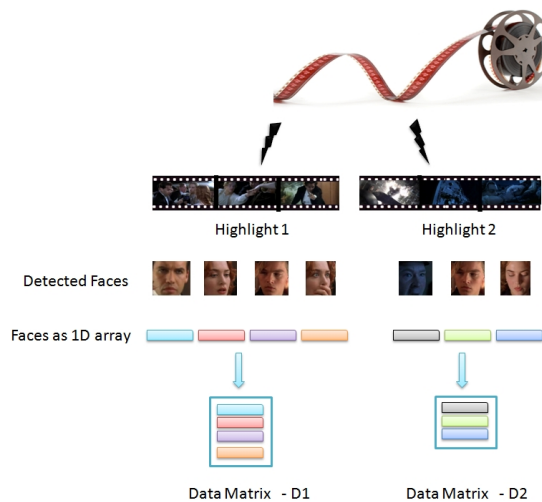 Highlight 1
Highlight 2
Detected Faces
Faces as 1D array
Data Matrix - D1
Data Matrix - D2